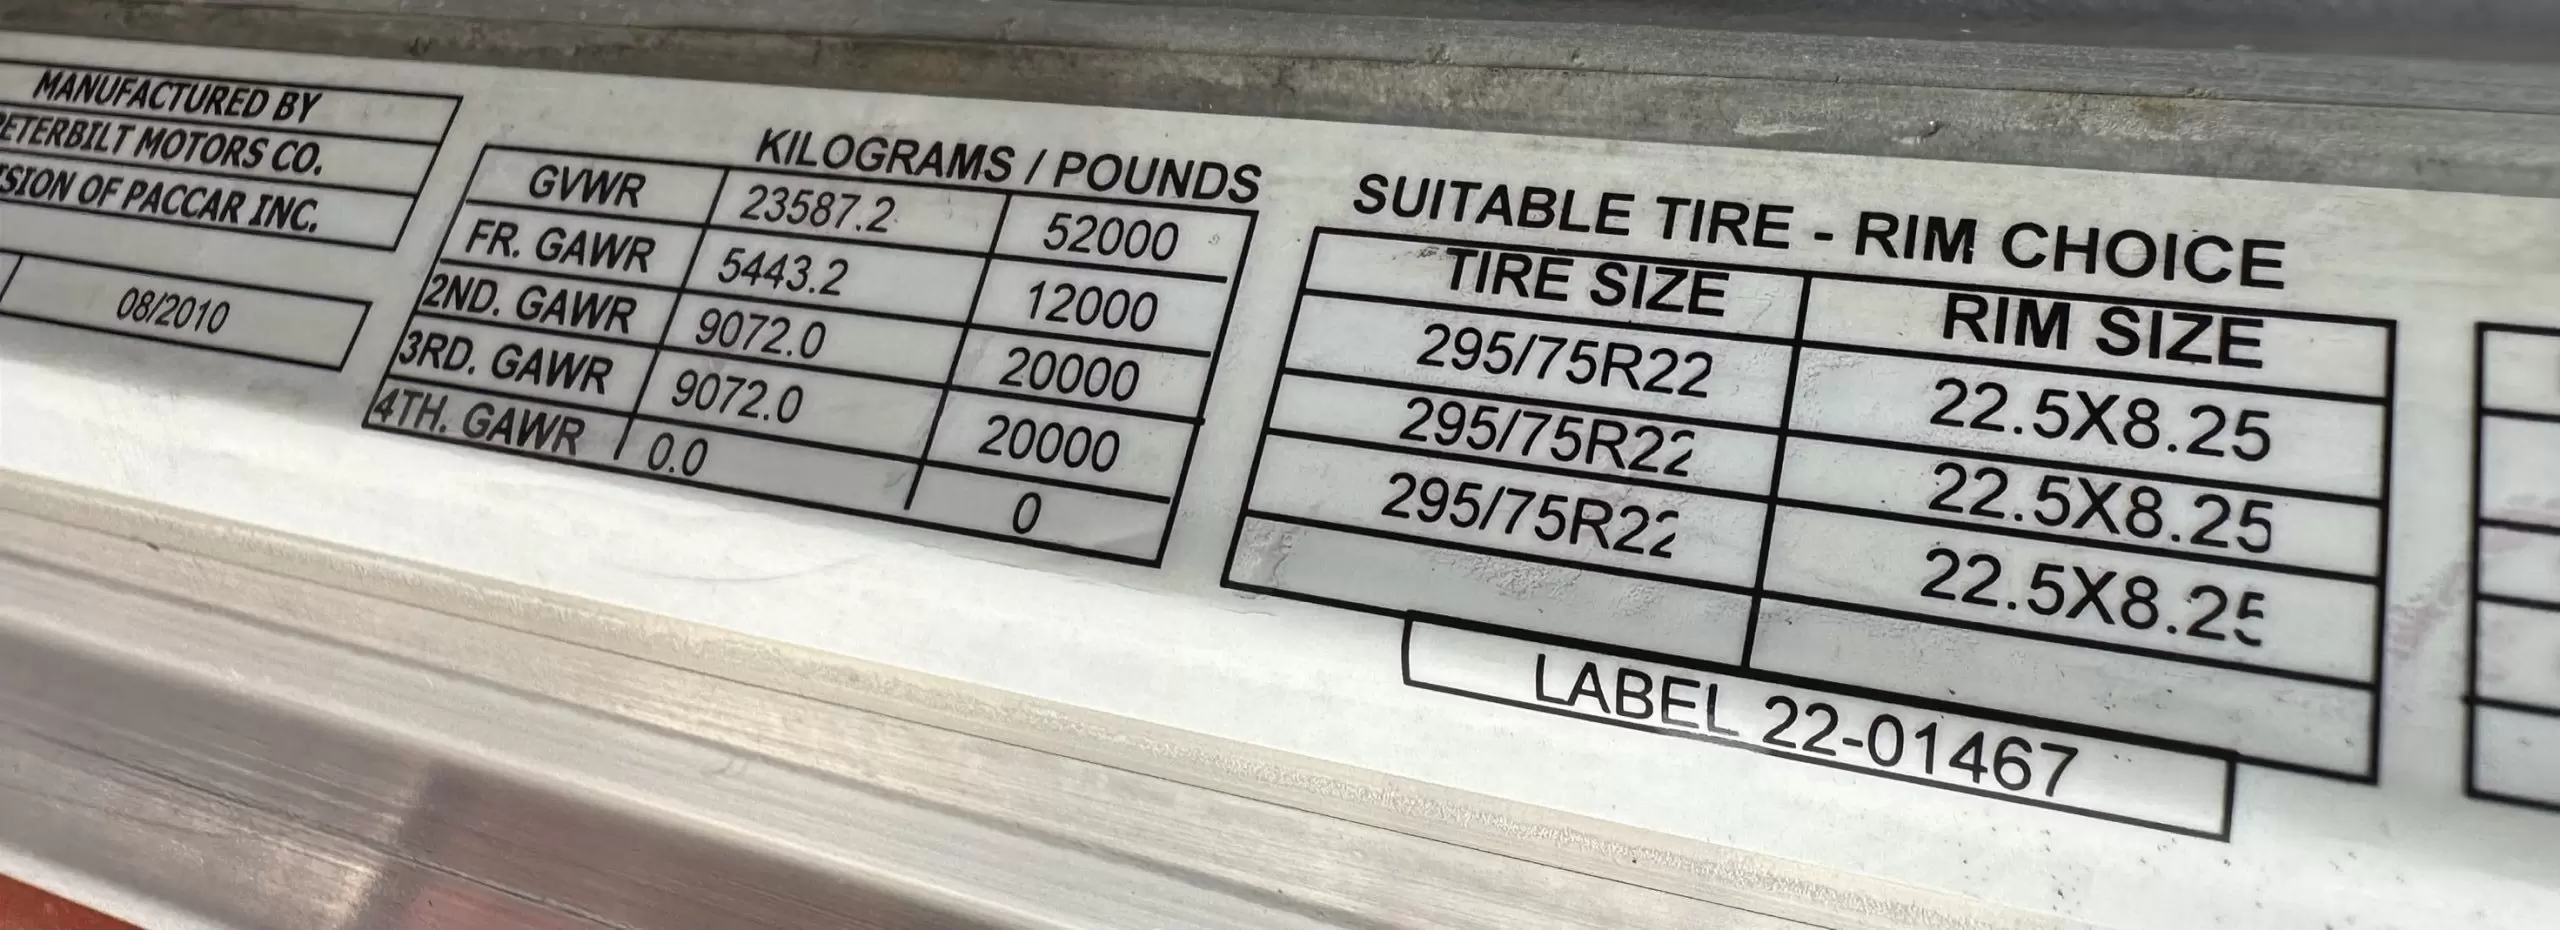 MANUFACTURED BY
ETERBILT MOTORS CO.
SION OF PACCAR INC.
08/2010
KILOGRAMS / POUNDS
GVWR 23587.2 52000
FR. GAWR 5443.2 12000
2ND. GAWR 9072.0 20000
3RD. GAWR 9072.0 20000
4TH. GAWR 0.0 0
SUITABLE TIRE - RIM CHOICE
TIRE SIZE RIM SIZE
295/75R22 22.5X8.25
295/75R22 22.5X8.25
295/75R22 22.5X8.25
LABEL 22-01467